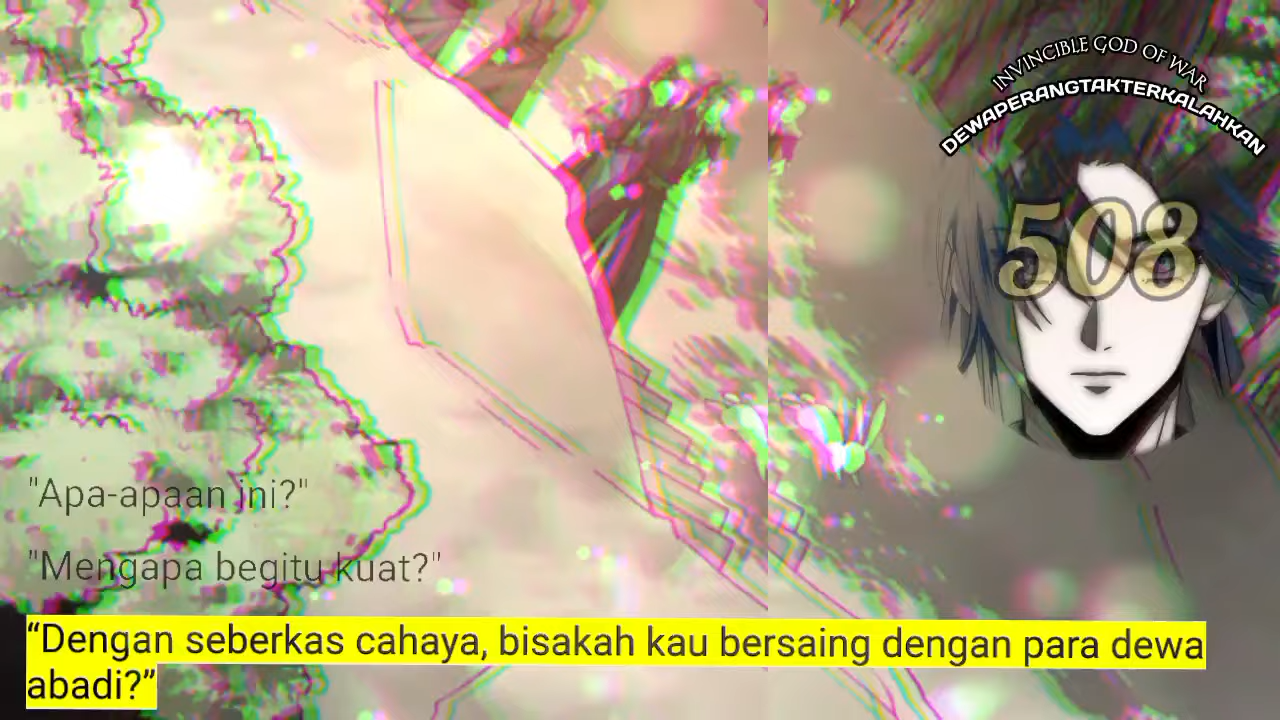 INVINCIBLE GOD OF WAR
DEWAPERANGTAKTERKALAHKAN
508
"Apa-apaan ini?"
"Mengapa begitu kuat?"
“Dengan seberkas cahaya, bisakah kau bersaing dengan para dewa
abadi?”